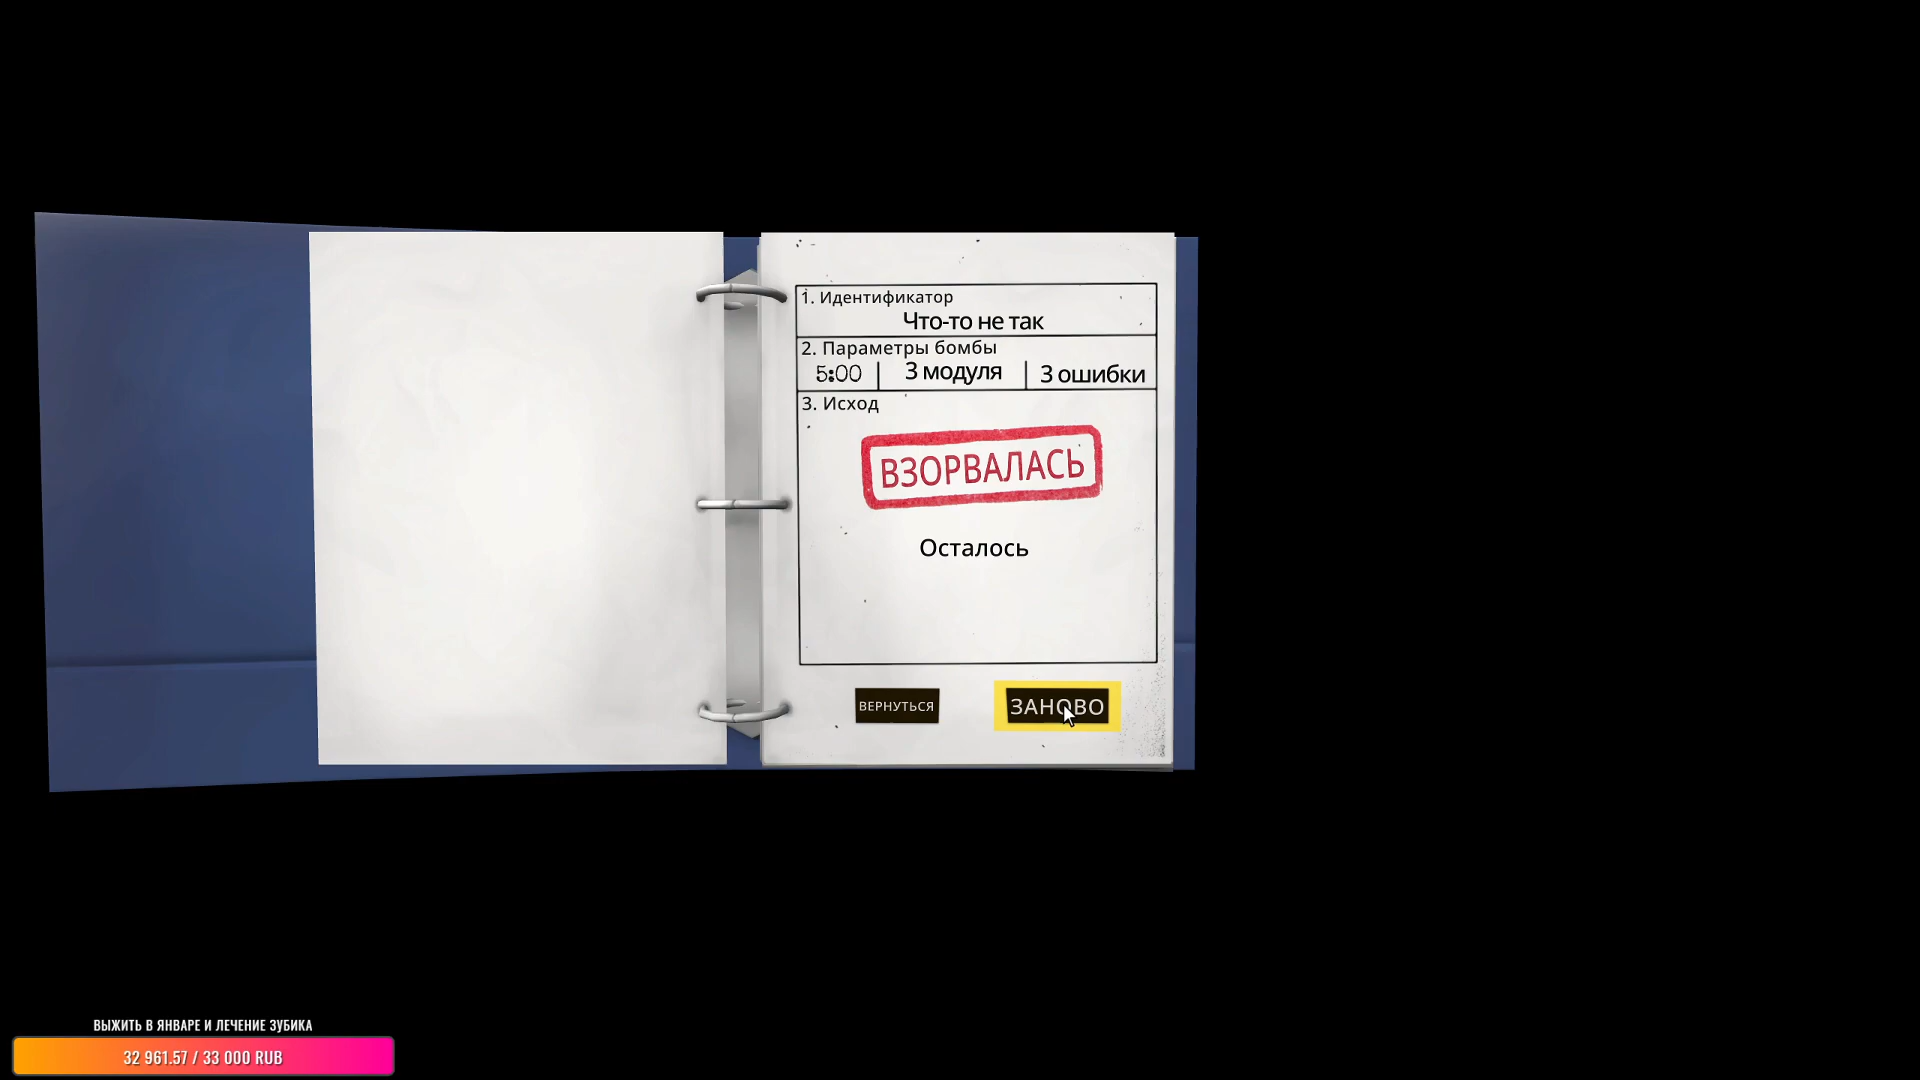 1. Идентификатор
Что-то не так
2. Параметры бомбы
5:00 3 модуля 3 ошибки
3. Исход
ВЗОРВАЛАСЬ
Осталось
ВЕРНУТЬСЯ ЗАНОВО
ВЫЖИТЬ В ЯНВАРЕ И ЛЕЧЕНИЕ ЗУБИКА
32 961.57 / 33 000 RUB